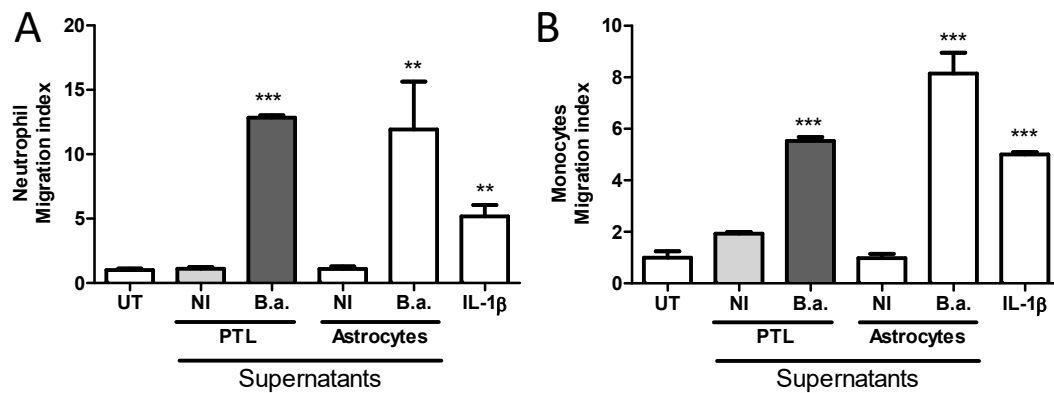 A
Neutrophil
Migration index
20
15
10
5
0
***
**
**
UT NI B.a. NI B.a. IL-1β
PTL Astrocytes
Supernatants
B
Monocytes
Migration index
10
8
6
4
2
0
***
***
***
UT NI B.a. NI B.a. IL-1β
PTL Astrocytes
Supernatants